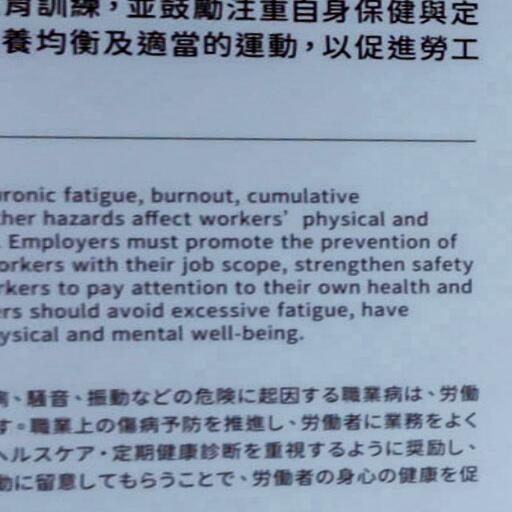 育訓練，並鼓勵注重自身保健與定
養均衡及適當的運動，以促進勞工
ronic fatigue, burnout, cumulative
her hazards affect workers' physical and
. Employers must promote the prevention of
orkers with their job scope, strengthen safety
rkers to pay attention to their own health and
ers should avoid excessive fatigue, have
ysical and mental well-being.
病、騒音、振動などの危険に起因する職業病は、労働
す。職業上の傷病予防を推進し、労働者に業務をよく
ヘルスケア・定期健康診断を重視するように奨励し、
動に留意してもらうことで、労働者の身心の健康を促